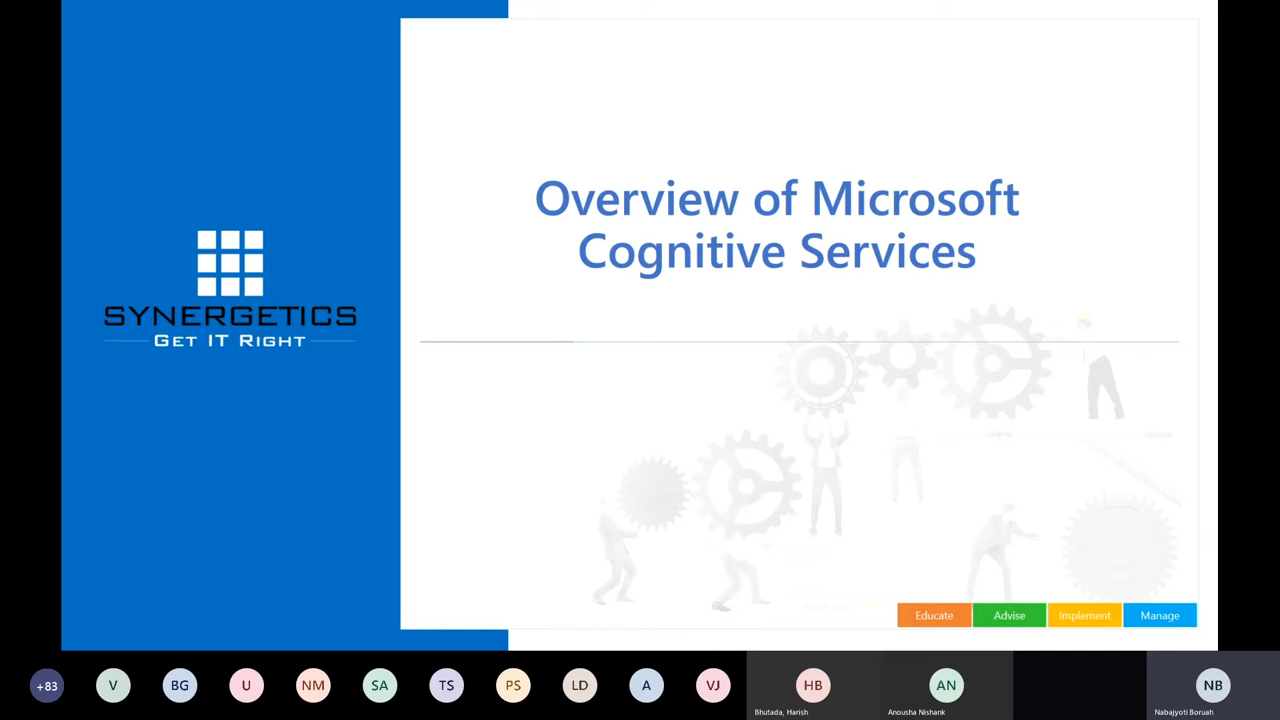 Overview of Microsoft
Cognitive Services
SYNERGETICS
GET IT RIGHT
Educate
Advise
Implement
Manage
+83
V
BG
U
NM
SA
TS
PS
LD
A
VJ
HB
Bhutada, Harish
AN
Anousha Nishank
NB
Nabajyoti Boruah